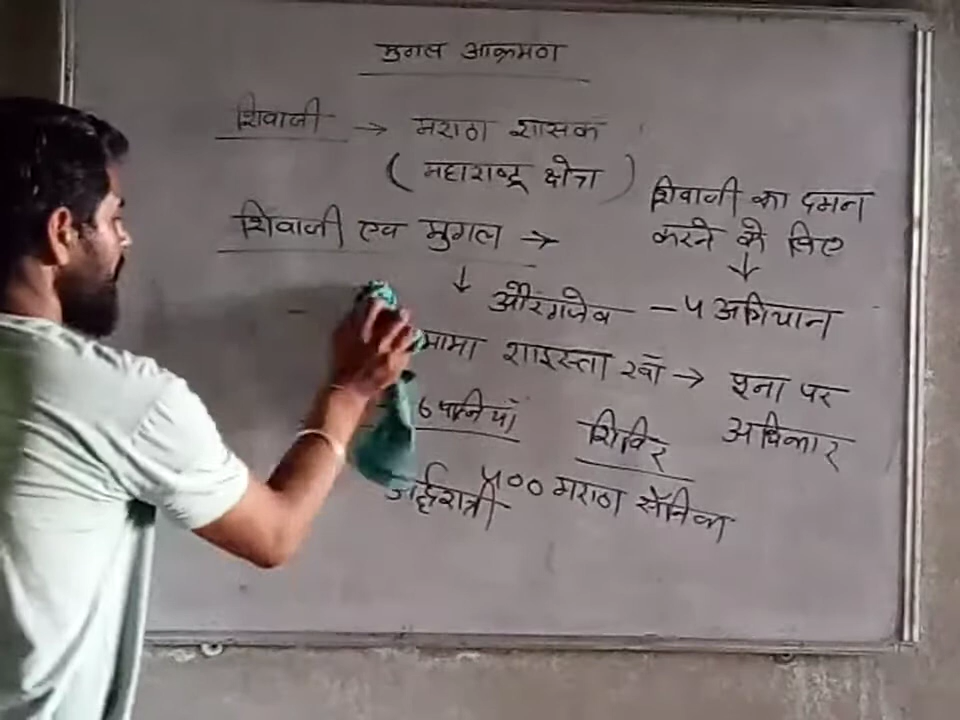 मुगल आक्रमण
शिवाजी → मराठा शासक
(महाराष्ट्र क्षेत्र)
शिवाजी का दमन
करने के लिए
↓
शिवाजी एव मुगल →
↓ औरंगजेव - 5 अभियान
मामा शाइस्ता खाँ → पूना पर
अधिकार
6 पत्नियाँ
शिविर
अर्द्धरात्री
400 मराठा सैनिक